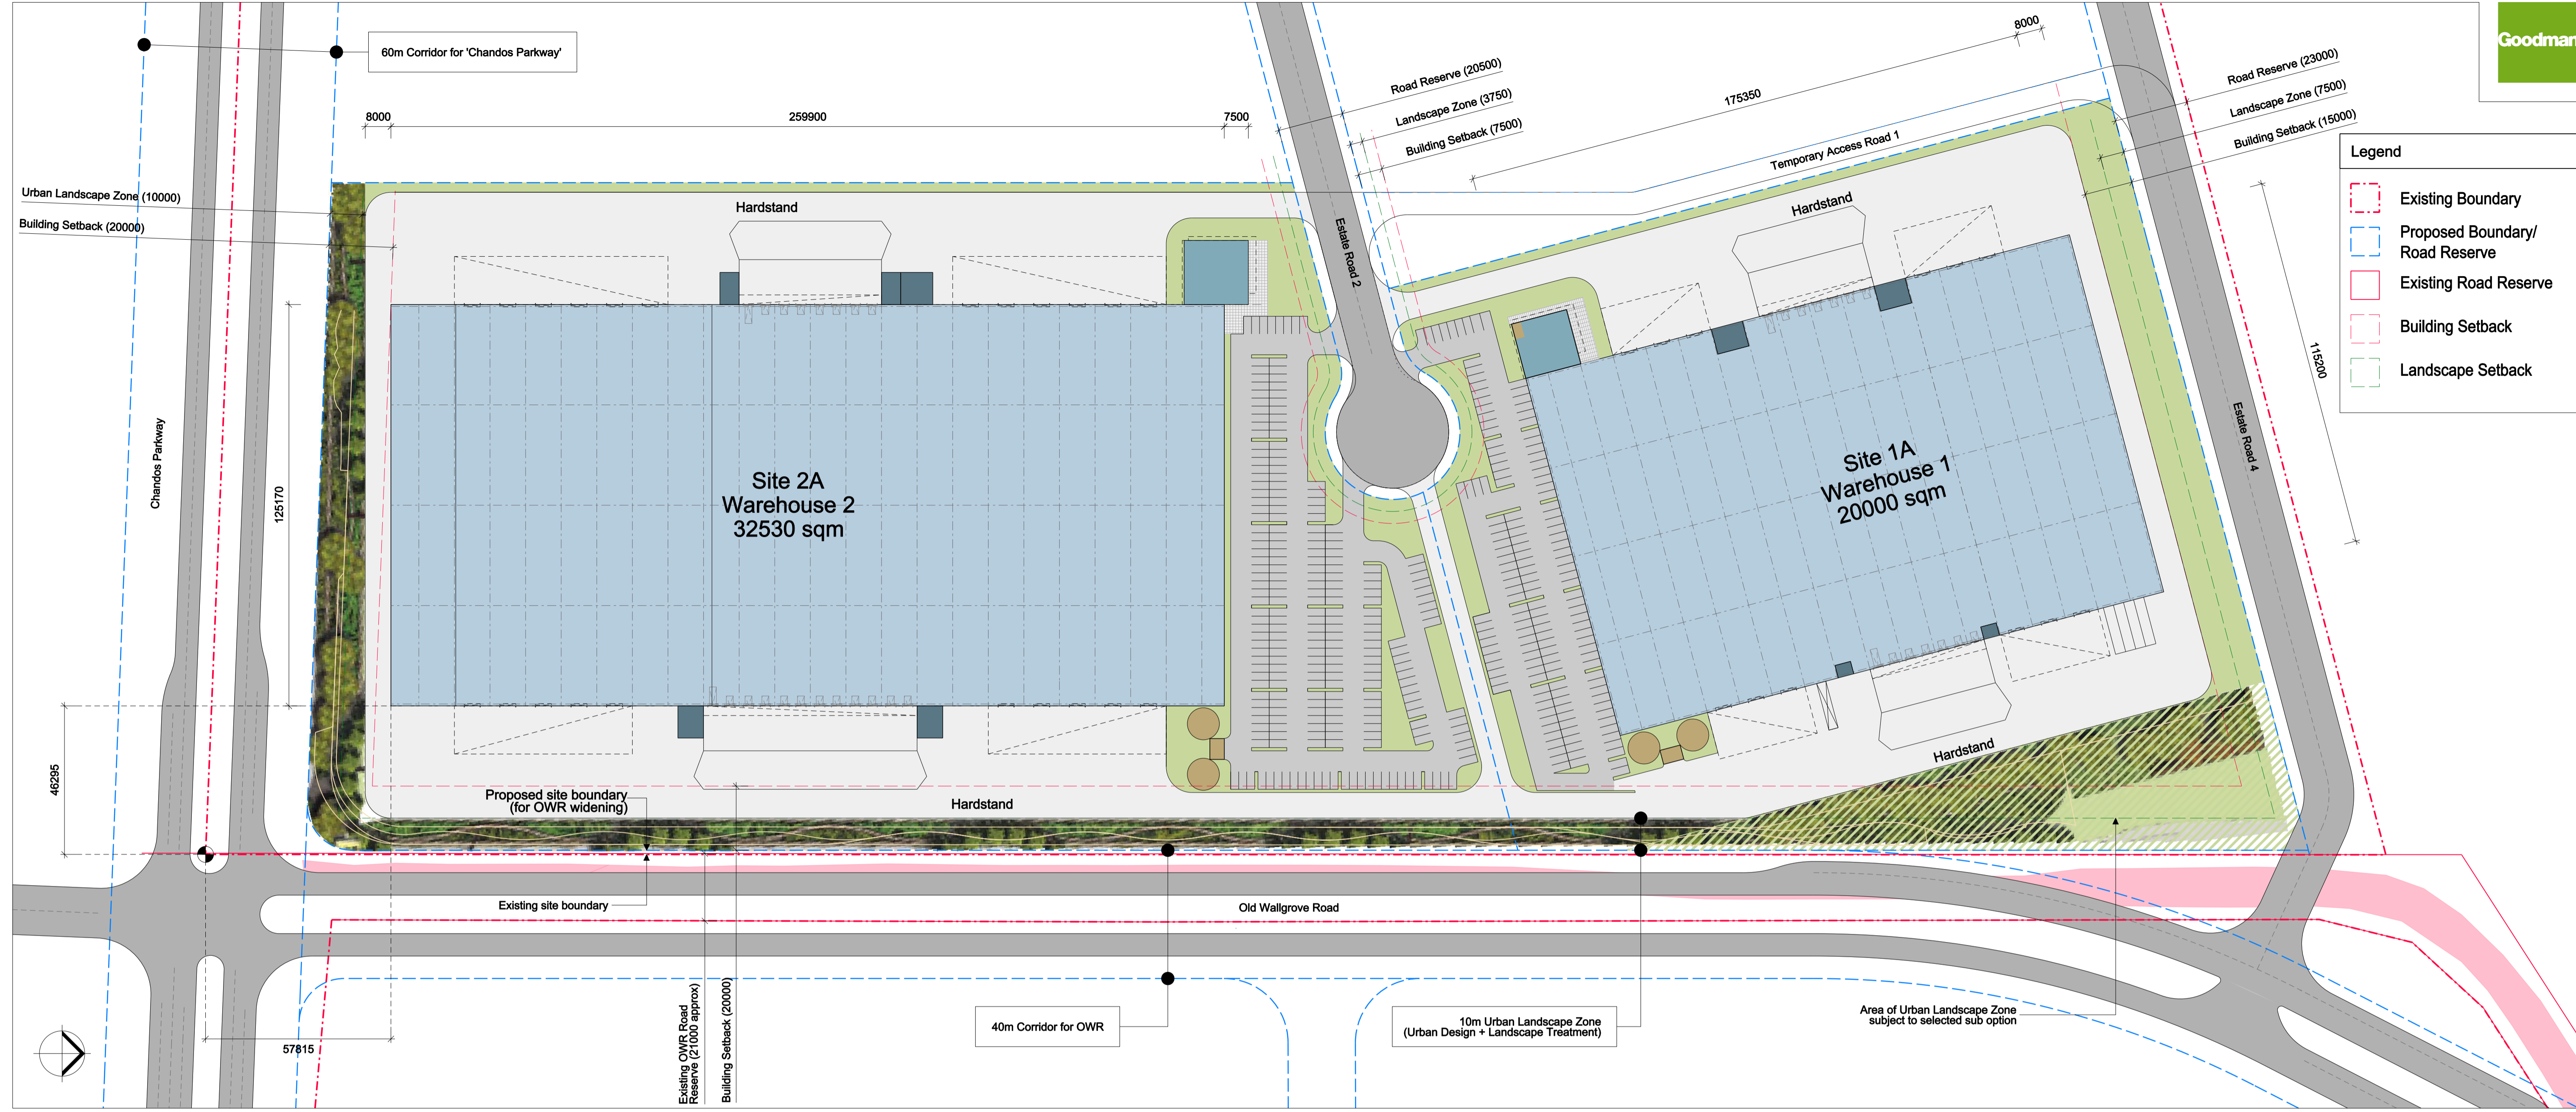 60m Corridor for 'Chandos Parkway'
8000
259900
7500
Road Reserve (20500)
Landscape Zone (3750)
Building Setback (7500)
175350
8000
Temporary Access Road 1
Road Reserve (23000)
Landscape Zone (7500)
Building Setback (15000)
Goodman
Legend
Existing Boundary
Proposed Boundary/
Road Reserve
Existing Road Reserve
Building Setback
Landscape Setback
Urban Landscape Zone (10000)
Building Setback (20000)
Hardstand
Estate Road 2
Hardstand
115200
Estate Road 4
Chandos Parkway
125170
Site 2A
Warehouse 2
32530 sqm
Site 1A
Warehouse 1
20000 sqm
46295
Proposed site boundary
(for OWR widening)
Hardstand
Hardstand
Existing site boundary
Old Wallgrove Road
57815
Existing OWR Road
Reserve (21000 approx)
Building Setback (20000)
40m Corridor for OWR
10m Urban Landscape Zone
(Urban Design + Landscape Treatment)
Area of Urban Landscape Zone
subject to selected sub option